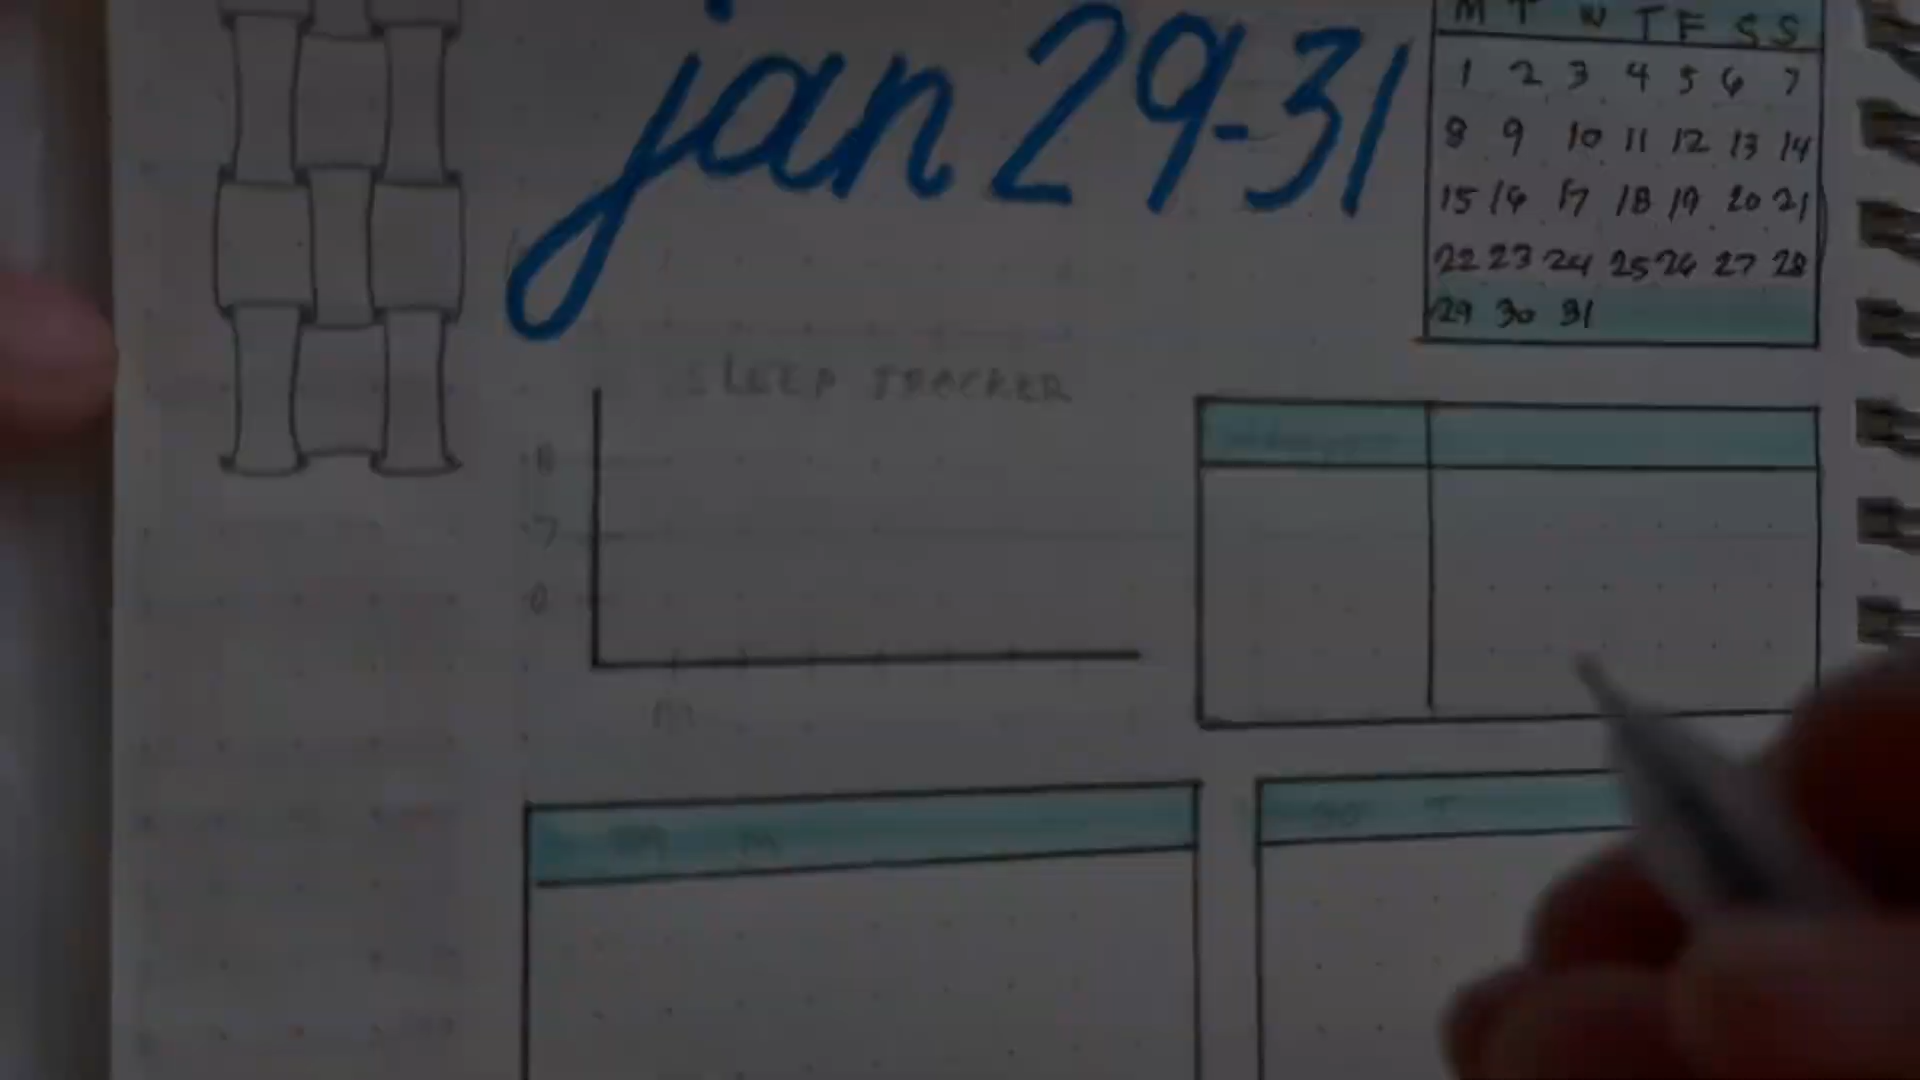 jan 29-31
M T W T F S S
1 2 3 4 5 6 7
8 9 10 11 12 13 14
15 16 17 18 19 20 21
22 23 24 25 26 27 28
29 30 31
SLEEP TRACKER
8
7
6
m